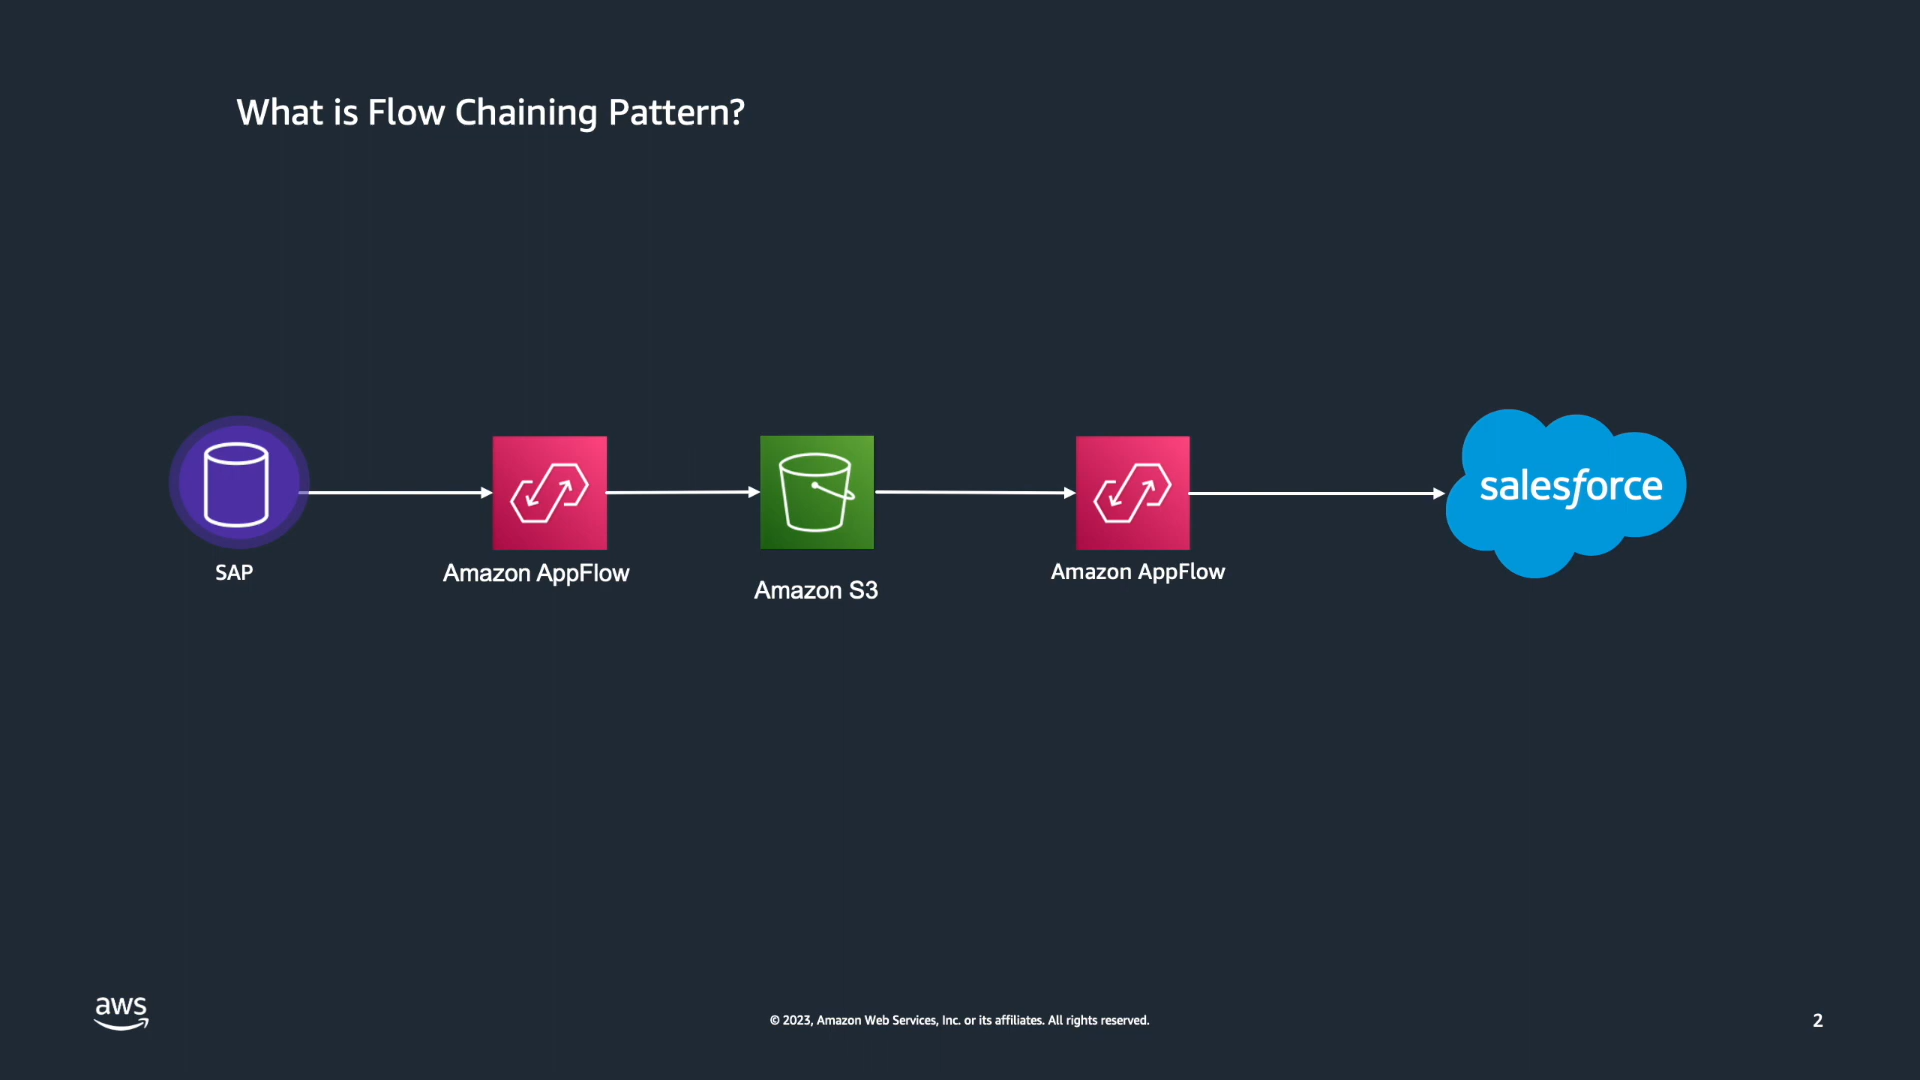 What is Flow Chaining Pattern?
SAP
Amazon AppFlow
Amazon S3
Amazon AppFlow
salesforce
aws
© 2023, Amazon Web Services, Inc. or its affiliates. All rights reserved.
2